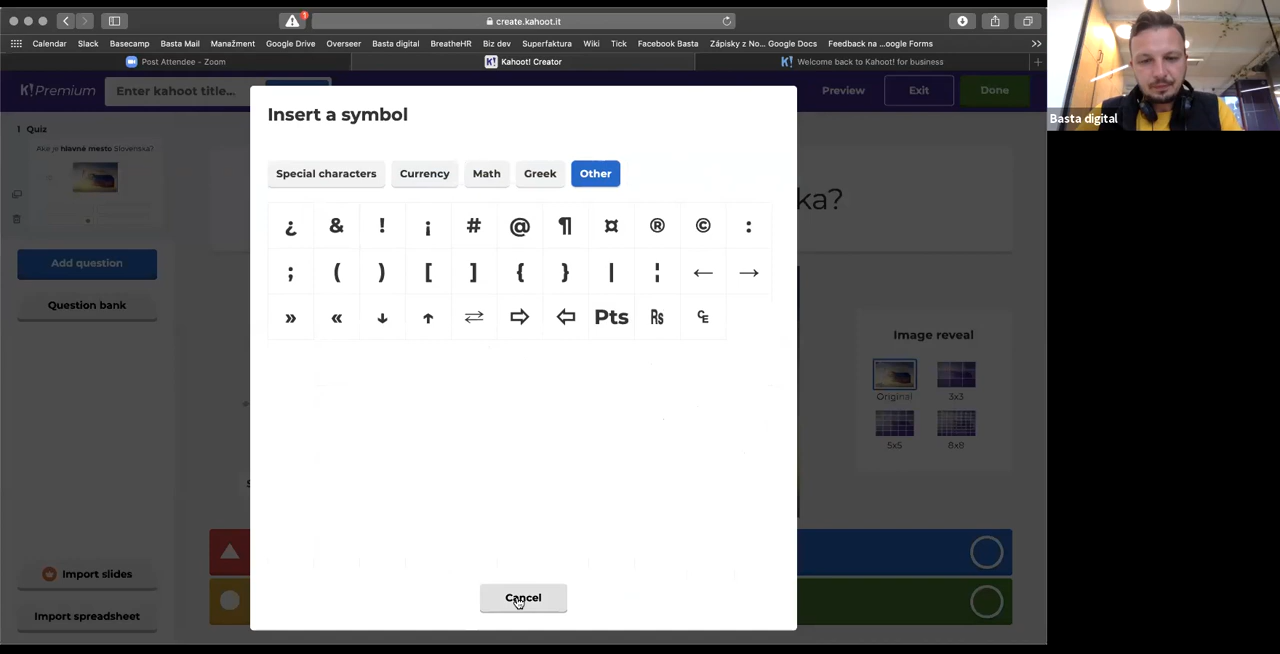 1
create.kahoot.it
Calendar Slack Basecamp Basta Mail Manažment Google Drive Overseer Basta digital BreatheHR Biz dev Superfaktura Wiki Tick Facebook Basta Zápisky z No... Google Docs Feedback na ...oogle Forms
Post Attendee - Zoom K! Kahoot! Creator K! Welcome back to Kahoot! for business
K!Premium Enter kahoot title... Preview Exit Done
Basta digital
Insert a symbol
1 Quiz
Aké je hlavné mesto Slovenska?
Special characters Currency Math Greek Other
ka?
¿ & ! ¡ # @ ¶ ¤ ® © :
; ( ) [ ] { } | ¦ ← →
» « ↓ ↑ ⇄ ⇨ ⇦ Pts ₨ ₠
Add question
Question bank
Image reveal
Original 3x3
5x5 8x8
Import slides
Import spreadsheet
Cancel